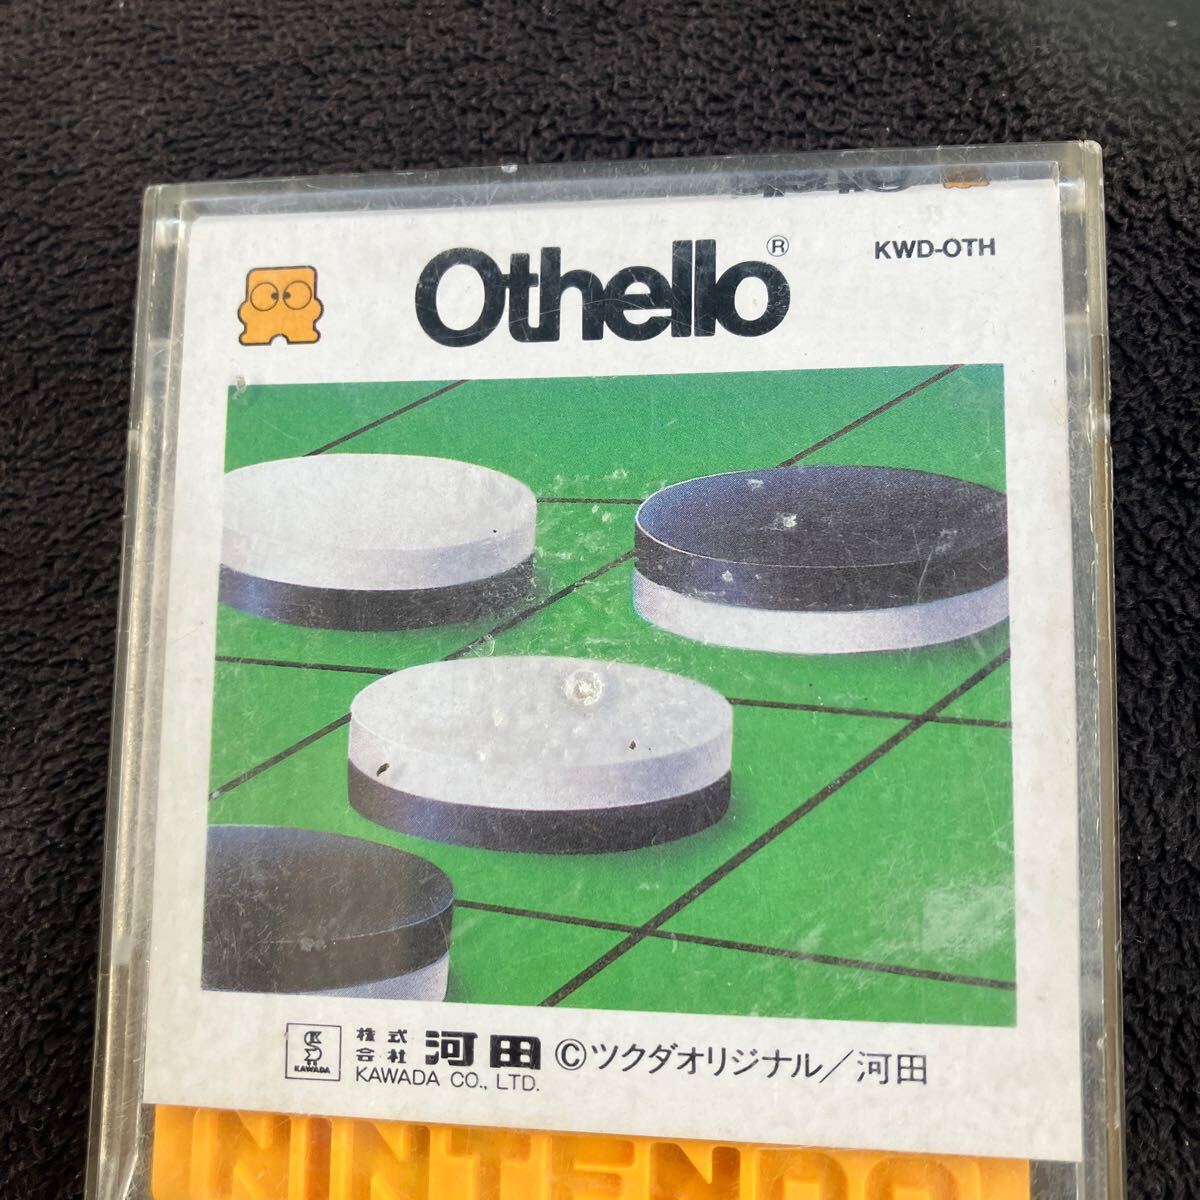 Othello®
KWD-OTH
株式会社 河田
KAWADA CO., LTD.
KAWADA
©ツクダオリジナル/河田
NINTENDO